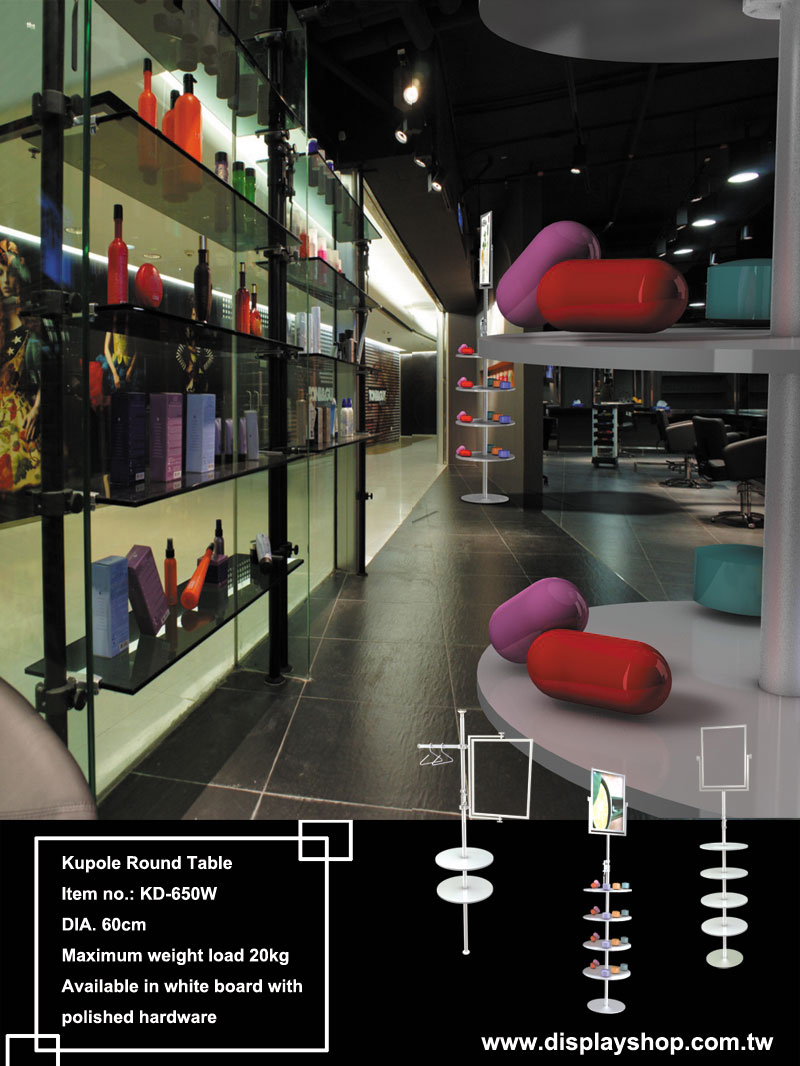 Kupole Round Table
Item no.: KD-650W
DIA. 60cm
Maximum weight load 20kg
Available in white board with
polished hardware
www.displayshop.com.tw